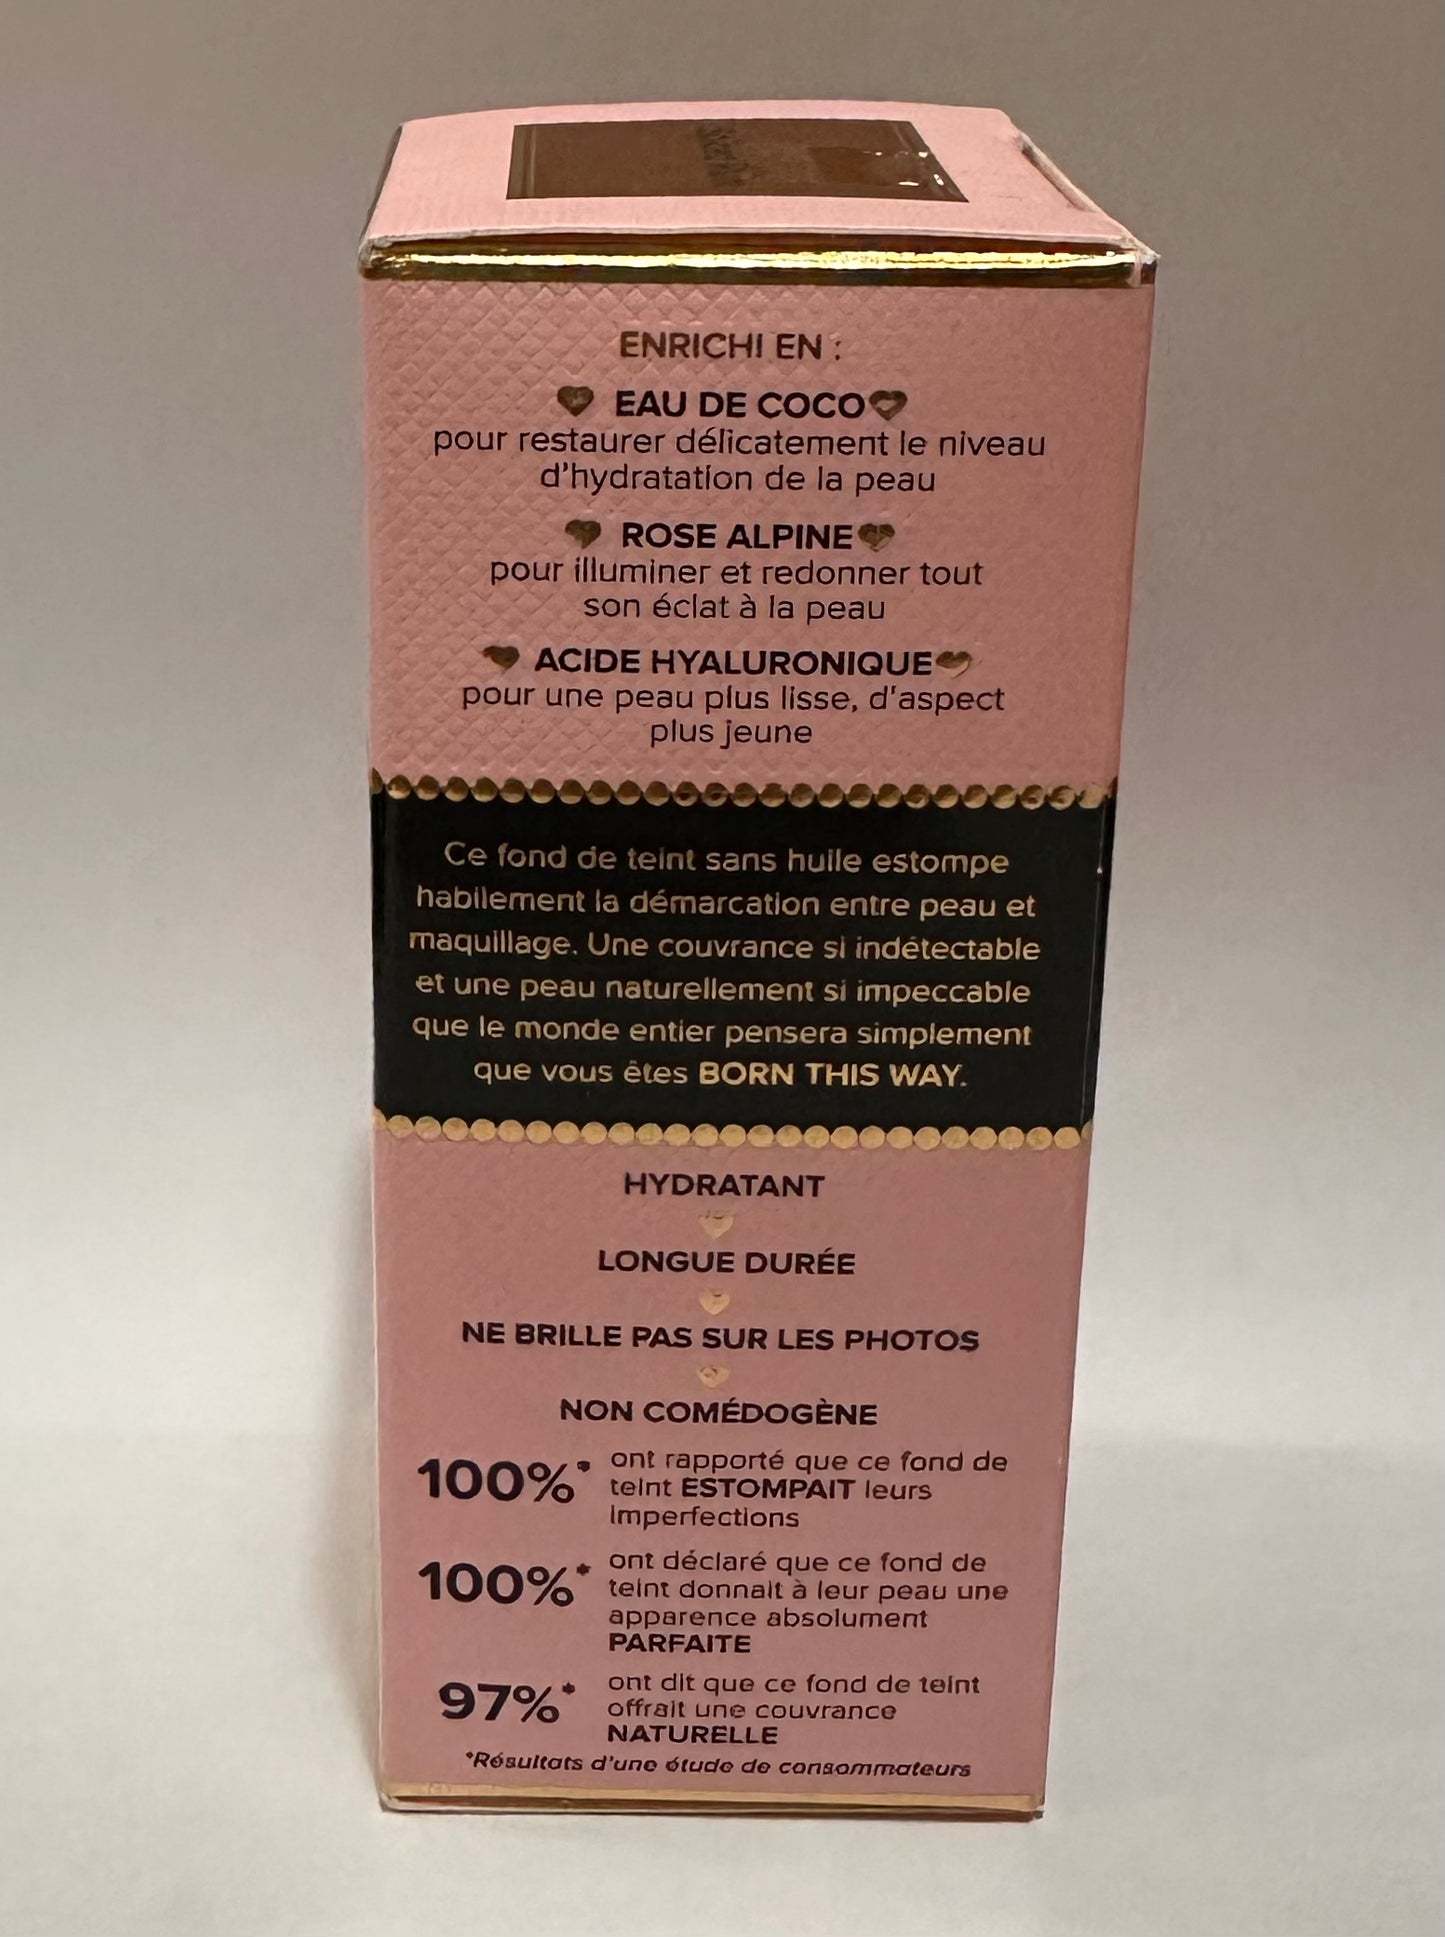 ENRICHI EN :
EAU DE COCO
pour restaurer délicatement le niveau
d'hydratation de la peau
ROSE ALPINE
pour illuminer et redonner tout
son éclat à la peau
ACIDE HYALURONIQUE
pour une peau plus lisse, d'aspect
plus jeune
Ce fond de teint sans huile estompe
habilement la démarcation entre peau et
maquillage. Une couvrance si indétectable
et une peau naturellement si impeccable
que le monde entier pensera simplement
que vous êtes BORN THIS WAY.
HYDRATANT
LONGUE DURÉE
NE BRILLE PAS SUR LES PHOTOS
NON COMÉDOGÈNE
100%* ont rapporté que ce fond de
teint ESTOMPAIT leurs
imperfections
100%* ont déclaré que ce fond de
teint donnait à leur peau une
apparence absolument
PARFAITE
97%* ont dit que ce fond de teint
offrait une couvrance
NATURELLE
*Résultats d'une étude de consommateurs